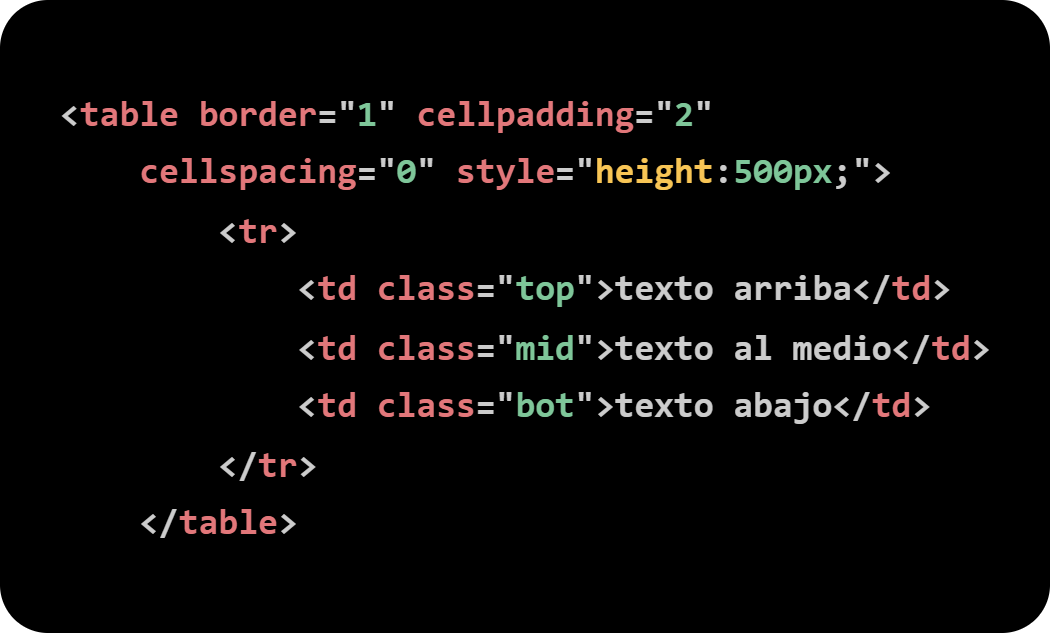 <table border="1" cellpadding="2"
cellspacing="0" style="height:500px;">
<tr>
<td class="top">texto arriba</td>
<td class="mid">texto al medio</td>
<td class="bot">texto abajo</td>
</tr>
</table>